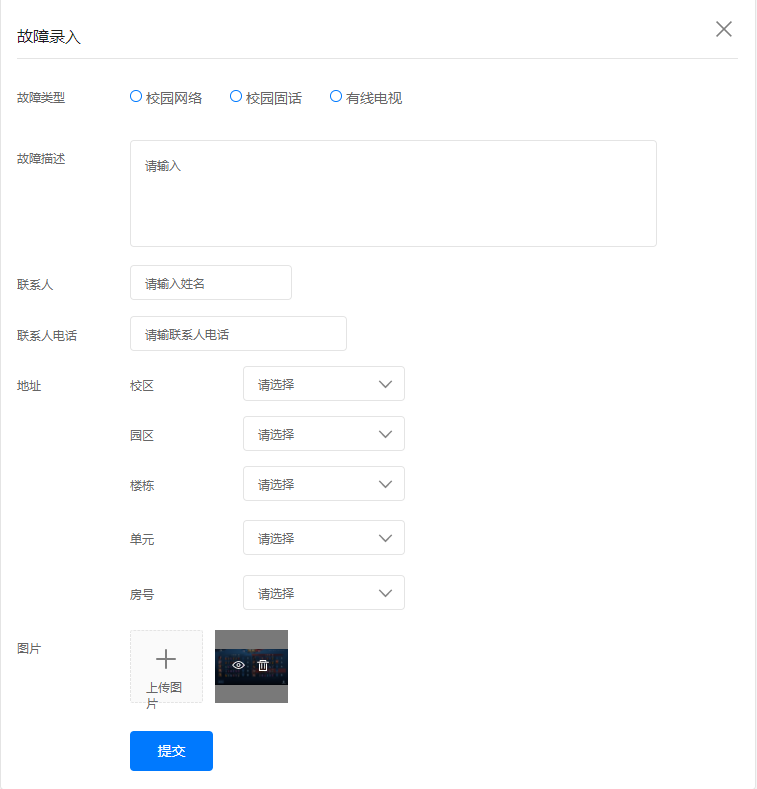 故障录入
故障类型 校园网络 校园固话 有线电视
故障描述 请输入
联系人 请输入姓名
联系人电话 请输联系人电话
地址 校区 请选择
园区 请选择
楼栋 请选择
单元 请选择
房号 请选择
图片
上传图
片
提交